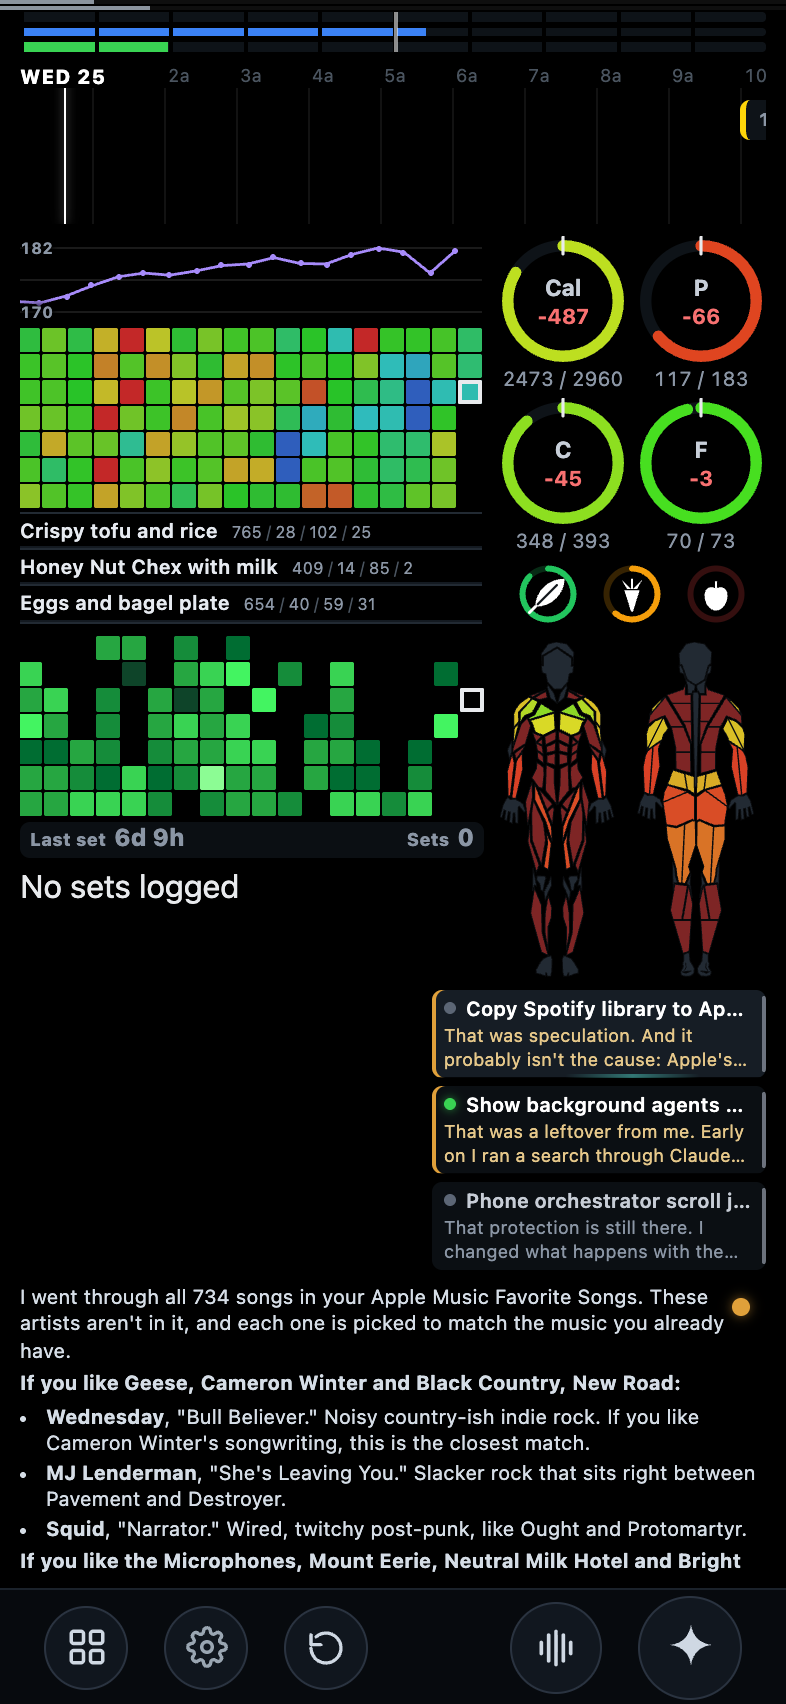 WED 25 2a 3a 4a 5a 6a 7a 8a 9a 10
1
182
170
Cal
-487
2473 / 2960
P
-66
117 / 183
C
-45
348 / 393
F
-3
70 / 73
Crispy tofu and rice 765 / 28 / 102 / 25
Honey Nut Chex with milk 409 / 14 / 85 / 2
Eggs and bagel plate 654 / 40 / 59 / 31
Last set 6d 9h Sets 0
No sets logged
Copy Spotify library to Ap...
That was speculation. And it
probably isn't the cause: Apple's...
Show background agents ...
That was a leftover from me. Early
on I ran a search through Claude...
Phone orchestrator scroll j...
That protection is still there. I
changed what happens with the...
I went through all 734 songs in your Apple Music Favorite Songs. These
artists aren't in it, and each one is picked to match the music you already
have.
If you like Geese, Cameron Winter and Black Country, New Road:
• Wednesday, "Bull Believer." Noisy country-ish indie rock. If you like
Cameron Winter's songwriting, this is the closest match.
• MJ Lenderman, "She's Leaving You." Slacker rock that sits right between
Pavement and Destroyer.
• Squid, "Narrator." Wired, twitchy post-punk, like Ought and Protomartyr.
If you like the Microphones, Mount Eerie, Neutral Milk Hotel and Bright